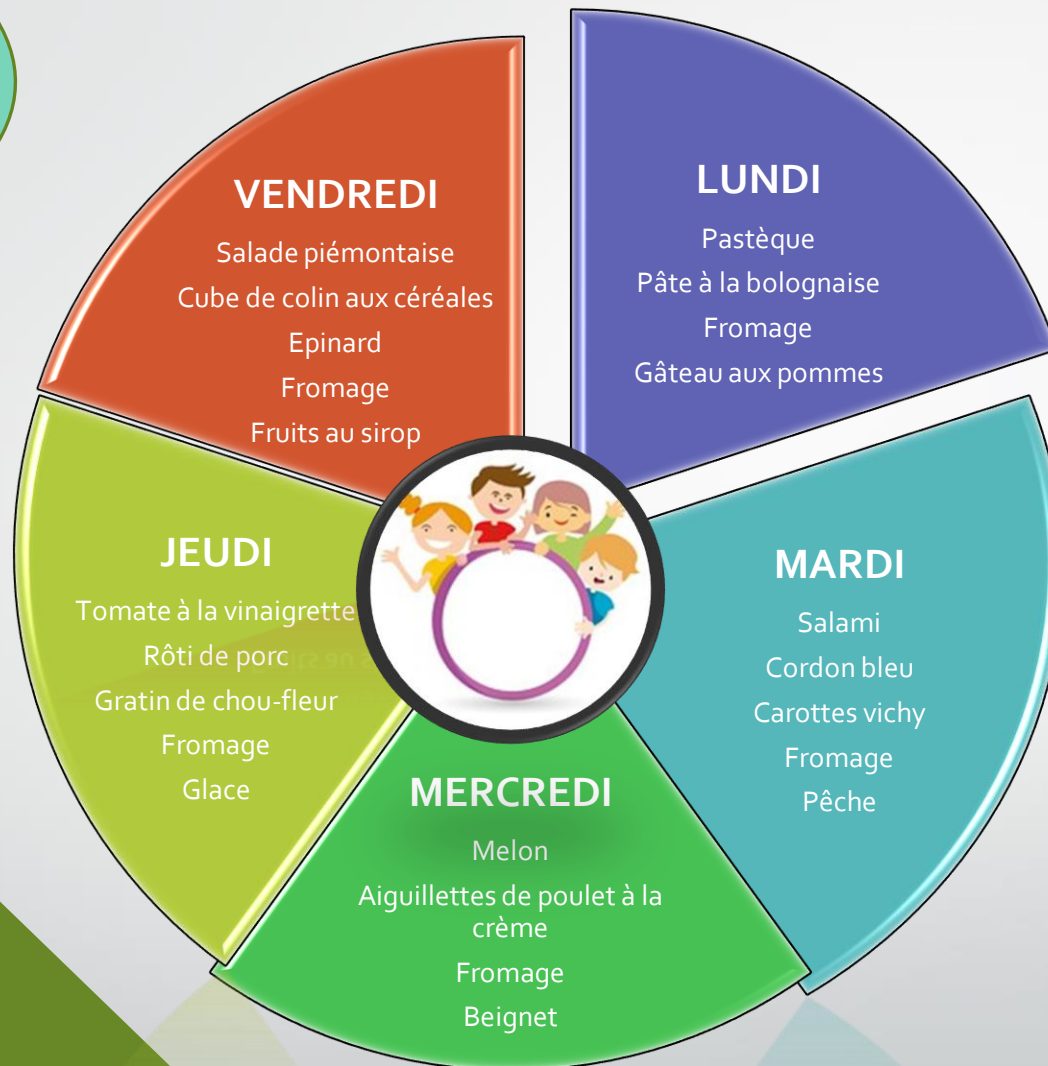 LUNDI
Pastèque
Pâte à la bolognaise
Fromage
Gâteau aux pommes
MARDI
Salami
Cordon bleu
Carottes vichy
Fromage
Pêche
MERCREDI
Melon
Aiguillettes de poulet à la
crème
Fromage
Beignet
JEUDI
Tomate à la vinaigrette
Rôti de porc
Gratin de chou-fleur
Fromage
Glace
VENDREDI
Salade piémontaise
Cube de colin aux céréales
Epinard
Fromage
Fruits au sirop